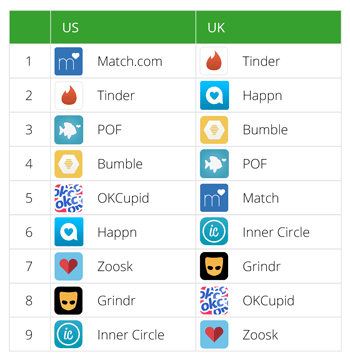 US UK
1 Match.com Tinder
2 Tinder Happn
3 POF Bumble
4 Bumble POF
5 OKCupid Match
6 Happn Inner Circle
7 Zoosk Grindr
8 Grindr OKCupid
9 Inner Circle Zoosk